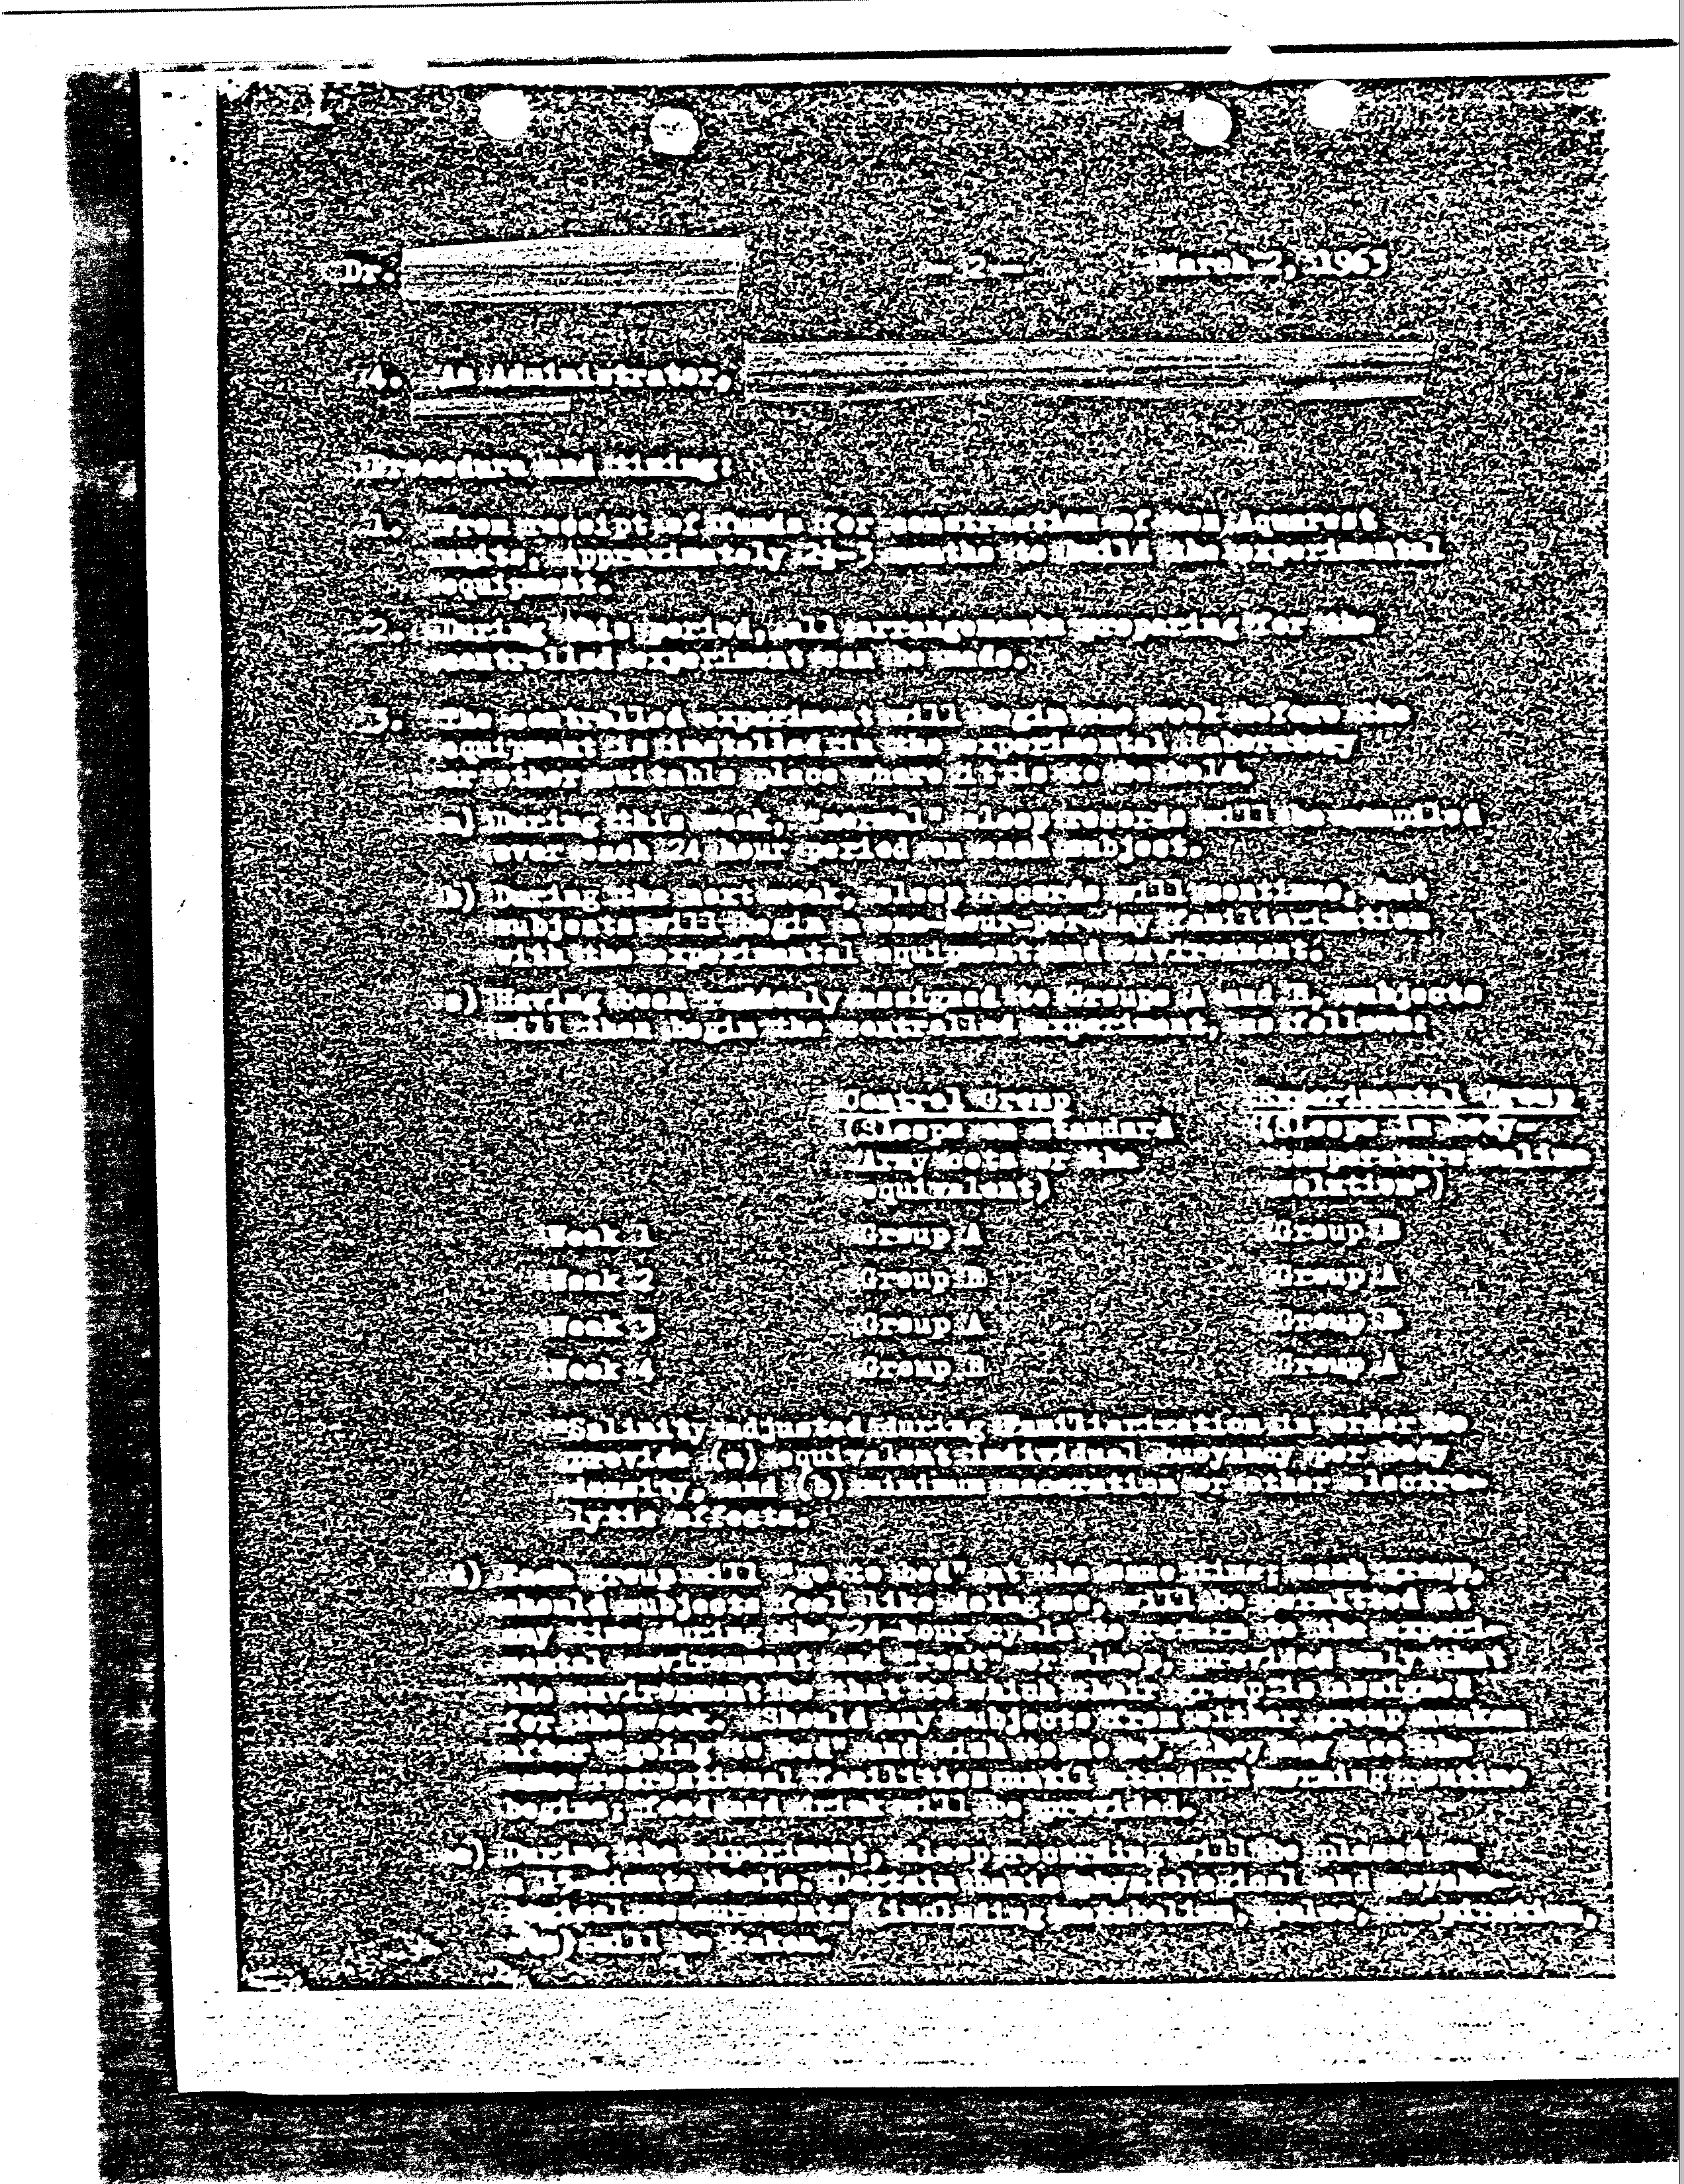 Dr.
- 2 -
March 2, 1963
4. An Administrator,
Procedure and Timing:
1. From receipt of funds for construction of ten Aquarest
units, approximately 2½-3 months to build the experimental
equipment.
2. During this period, all arrangements preparing for the
controlled experiment can be made.
3. The controlled experiment will begin one week before the
equipment is installed in the experimental laboratory
or other suitable place where it is to be held.
a) During this week, "normal" sleep records will be compiled
over each 24 hour period on each subject.
b) During the next week, sleep records will continue, but
subjects will begin a one-hour-per-day familiarization
with the experimental equipment and environment.
c) Having been randomly assigned to Groups A and B, subjects
will then begin the controlled experiment, as follows:
Control Group
Experimental Group
(Sleeps on standard
(Sleeps in body-
Army cots or the
temperature saline
equivalent)
solution*)
Week 1 Group A Group B
Week 2 Group B Group A
Week 3 Group A Group B
Week 4 Group B Group A
*Salinity adjusted during familiarization in order to
provide (a) equivalent individual buoyancy per body
density, and (b) minimum maceration or other electro-
lytic effects.
d) Each group will "go to bed" at the same time; each group,
should subjects feel like doing so, will be permitted at
any time during the 24-hour cycle to return to the experi-
mental environment and "rest" or sleep, provided only that
the environment be that to which their group is assigned
for the week. Should any subjects from either group awaken
after "going to bed" and wish to do so, they may use the
same recreational facilities until standard morning routine
begins; food and drink will be provided.
e) During the experiment, sleep recording will be placed on
a 15 minute basis. Certain basic physiological and psycho-
logical measurements (including metabolism, pulse, respiration,
etc) will be taken.